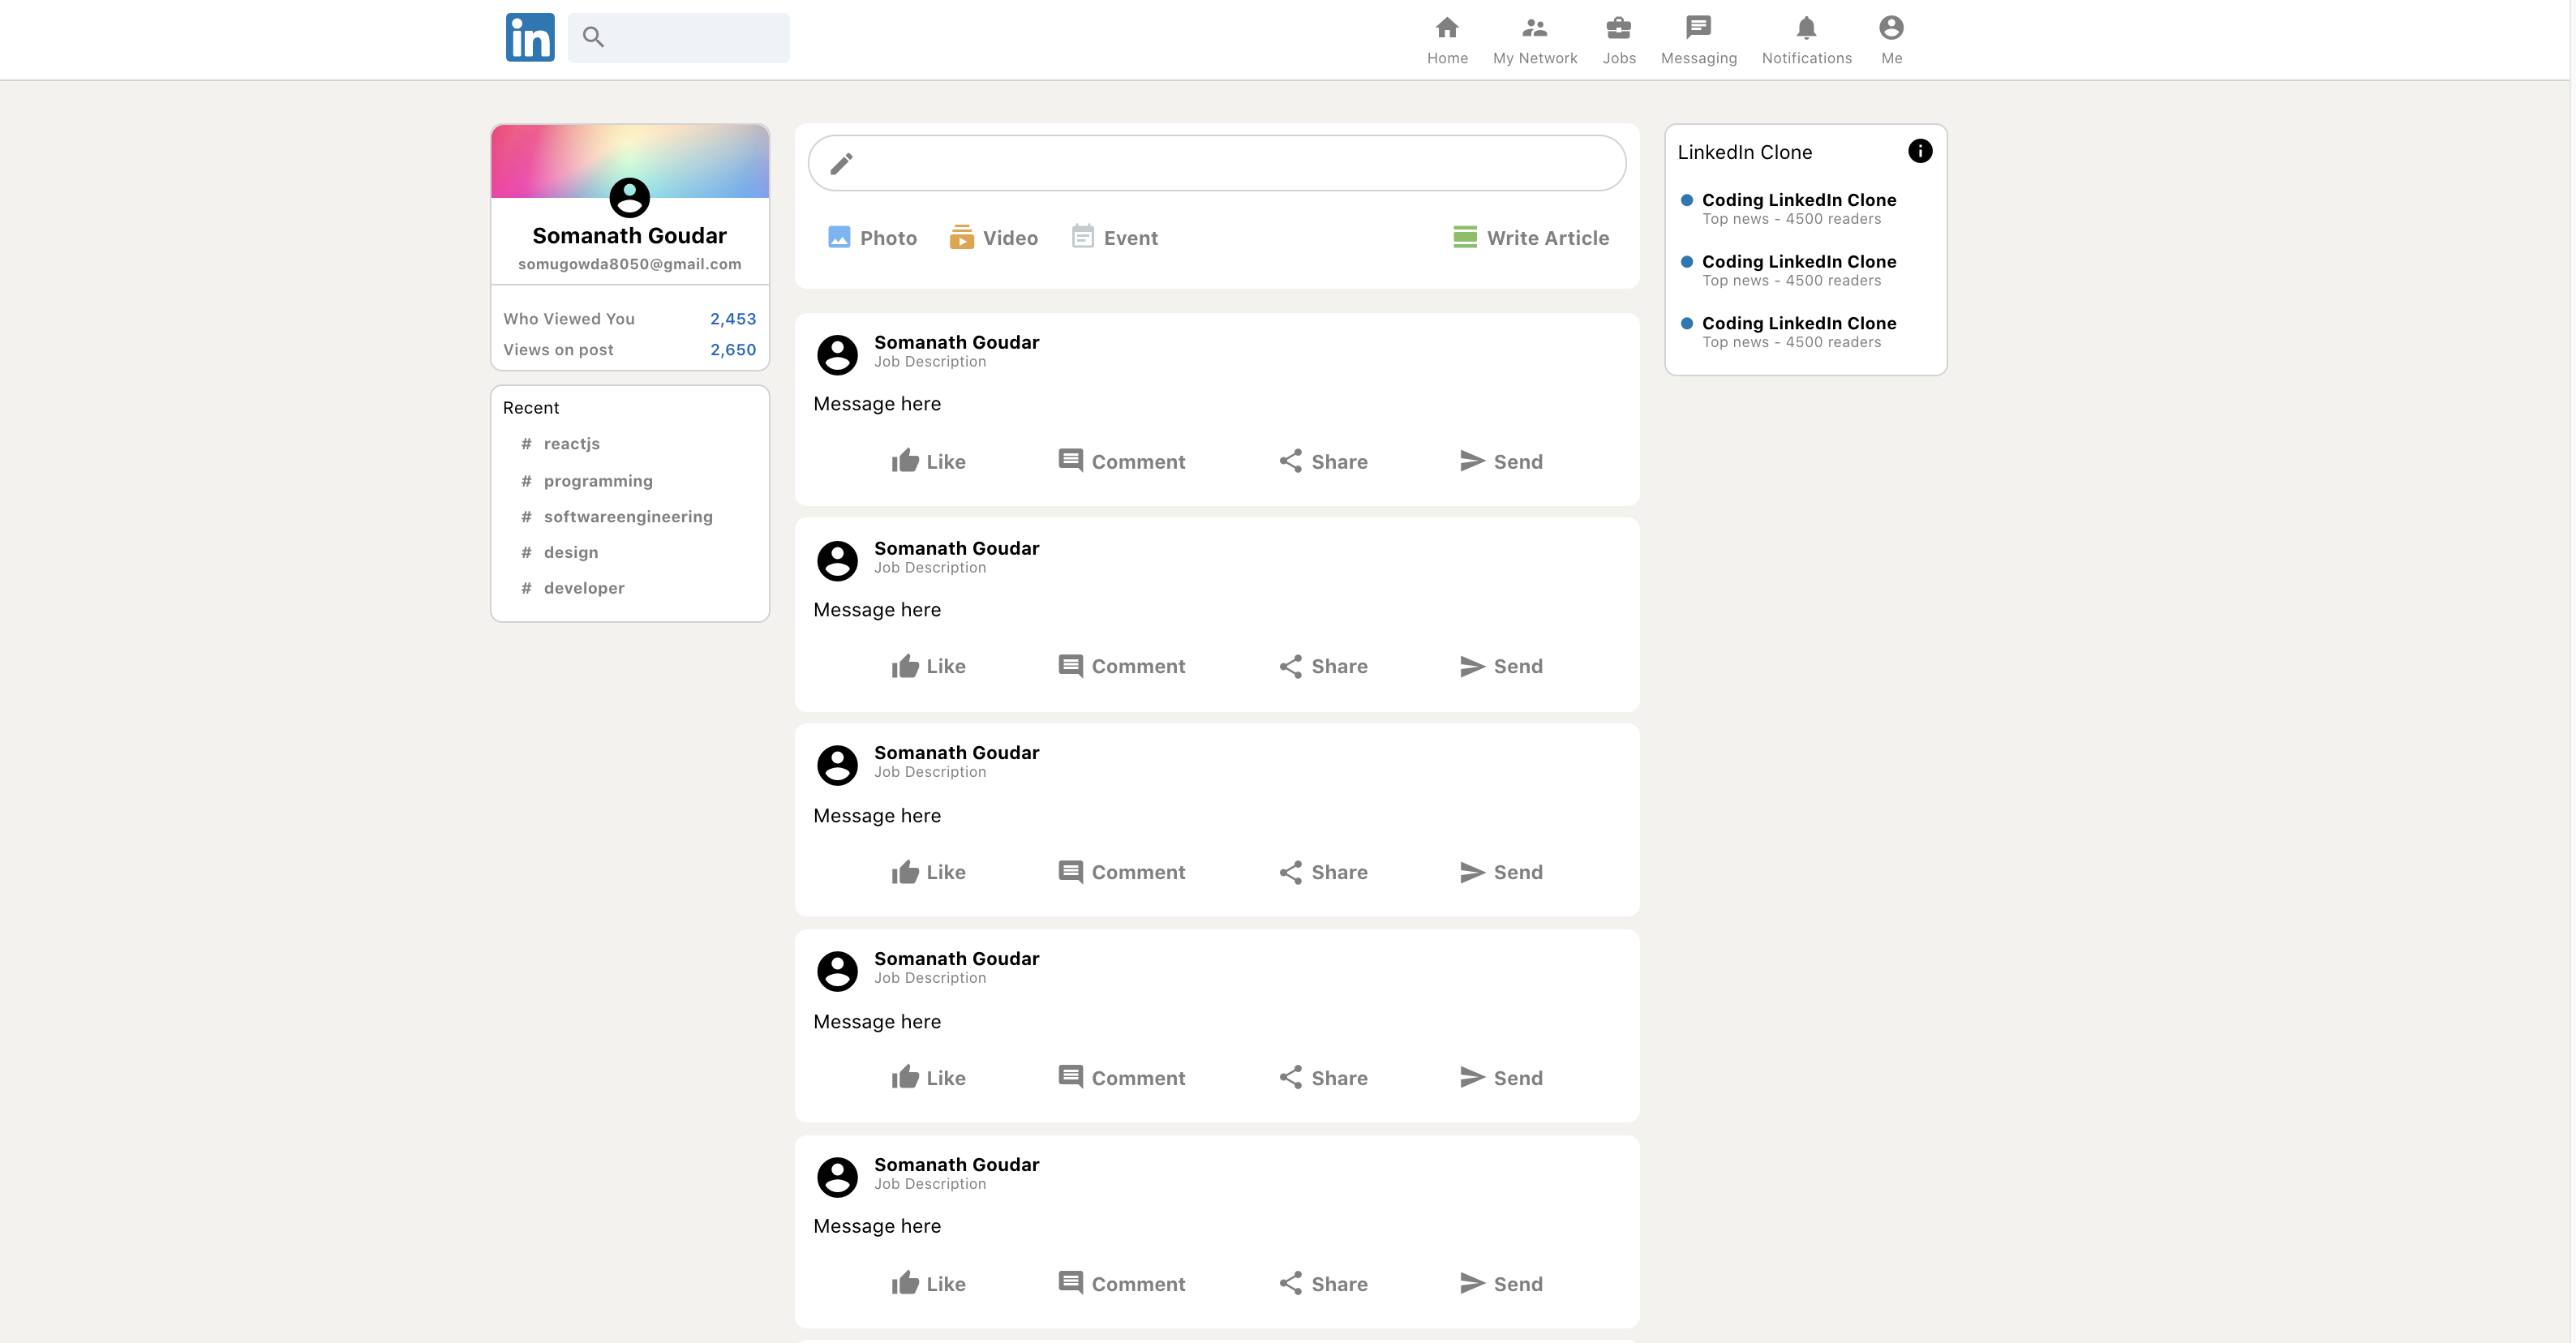 in
Home My Network Jobs Messaging Notifications Me
Somanath Goudar
somugowda8050@gmail.com
Who Viewed You 2,453
Views on post 2,650
Recent
# reactjs
# programming
# softwareengineering
# design
# developer
Photo Video Event Write Article
Somanath Goudar
Job Description
Message here
Like Comment Share Send
Somanath Goudar
Job Description
Message here
Like Comment Share Send
Somanath Goudar
Job Description
Message here
Like Comment Share Send
Somanath Goudar
Job Description
Message here
Like Comment Share Send
Somanath Goudar
Job Description
Message here
Like Comment Share Send
LinkedIn Clone
Coding LinkedIn Clone
Top news - 4500 readers
Coding LinkedIn Clone
Top news - 4500 readers
Coding LinkedIn Clone
Top news - 4500 readers